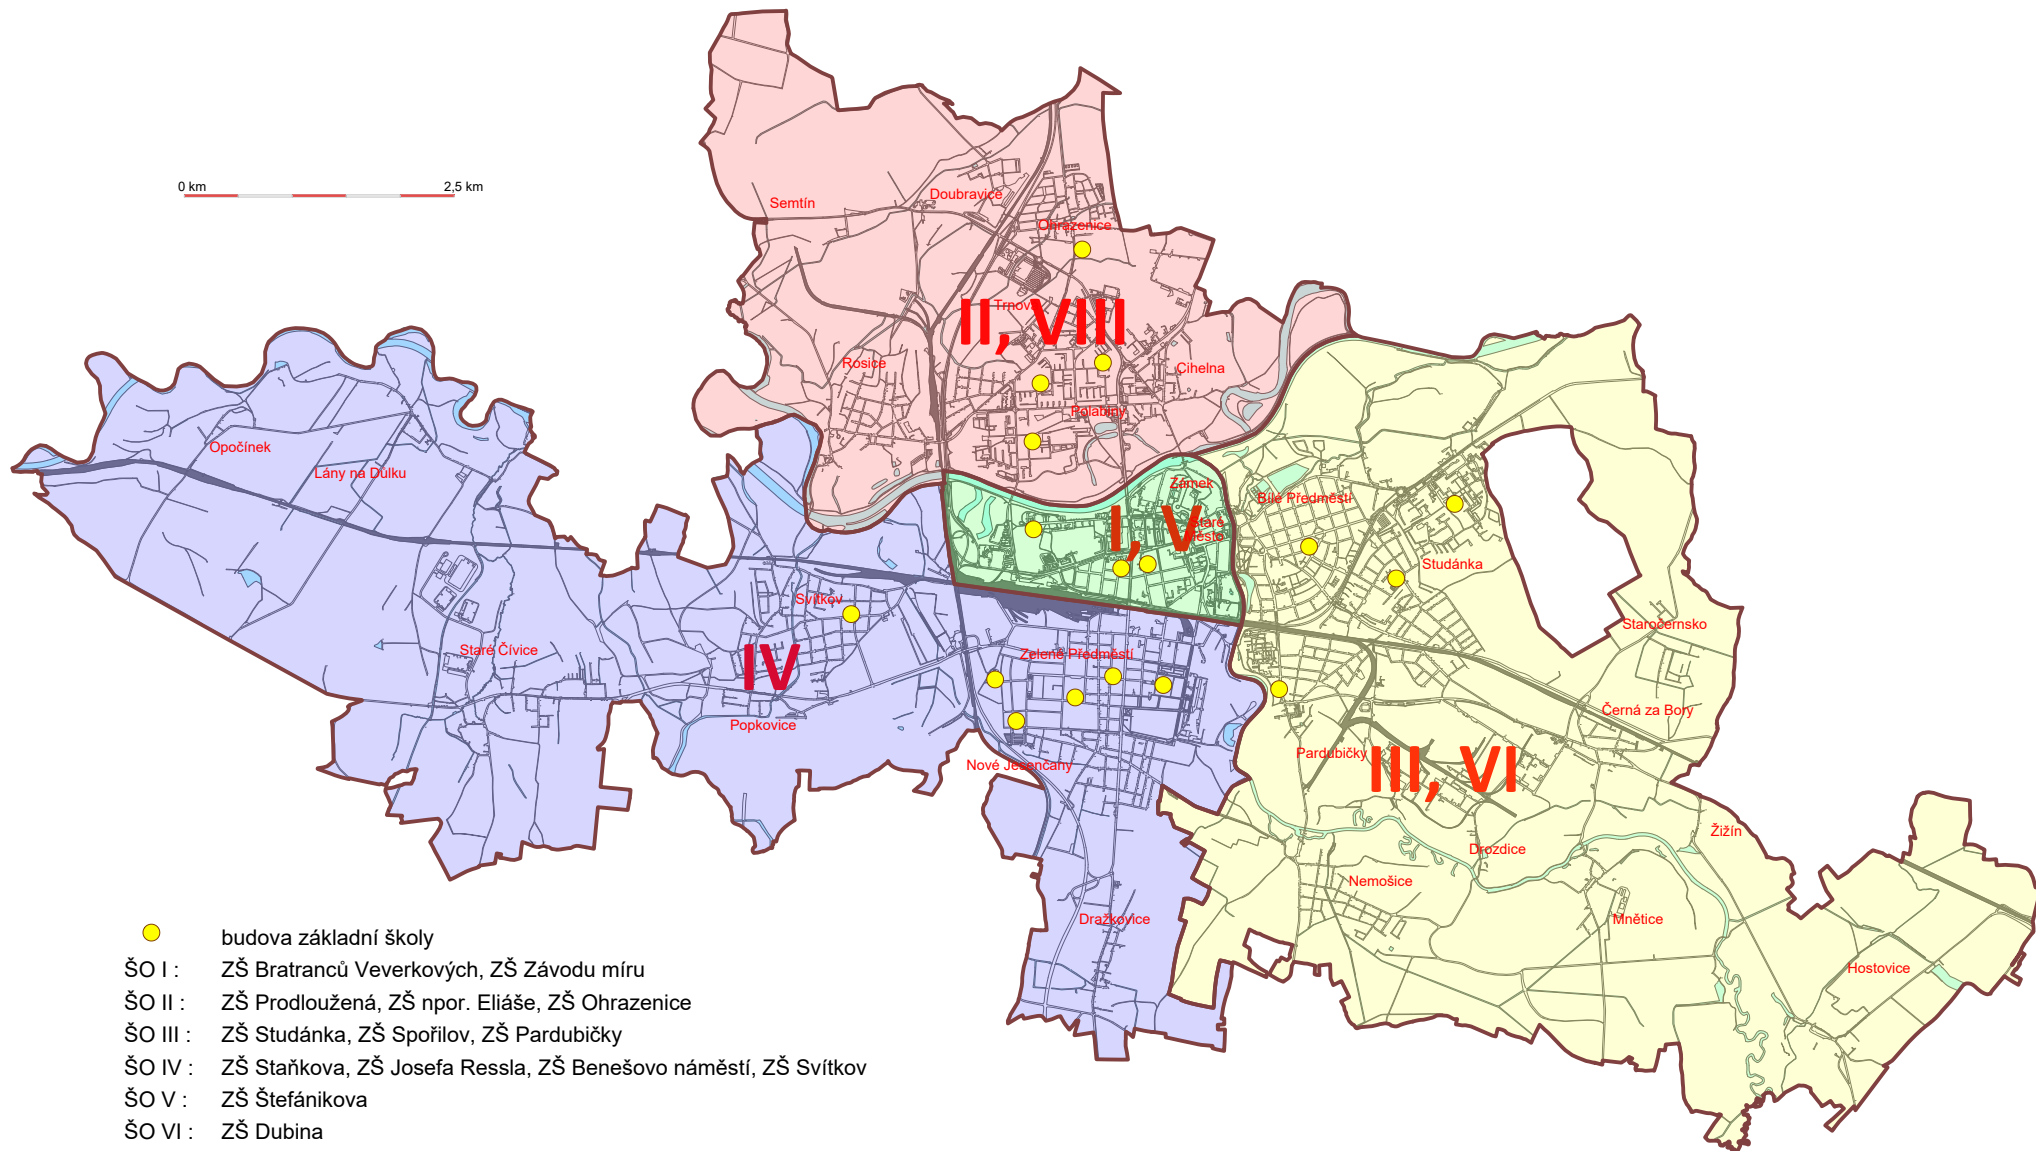 0 km 2,5 km
Semtín
Doubravice
Ohrazenice
Trnová
II, VIII
Rosice
Cihelna
Polabiny
Opočínek
Lány na Důlku
Zámek
Bílé Předměstí
I, V
Staré
Město
Studánka
Svítkov
Staročernsko
Staré Čívice
Zelené Předměstí
IV
Černá za Bory
Popkovice
Pardubičky
Nové Jesenčany
III, VI
Žižín
Drozdice
Nemošice
Dražkovice
Mnětice
Hostovice
budova základní školy
ŠO I : ZŠ Bratranců Veverkových, ZŠ Závodu míru
ŠO II : ZŠ Prodloužená, ZŠ npor. Eliáše, ZŠ Ohrazenice
ŠO III : ZŠ Studánka, ZŠ Spořilov, ZŠ Pardubičky
ŠO IV : ZŠ Staňkova, ZŠ Josefa Ressla, ZŠ Benešovo náměstí, ZŠ Svítkov
ŠO V : ZŠ Štefánikova
ŠO VI : ZŠ Dubina